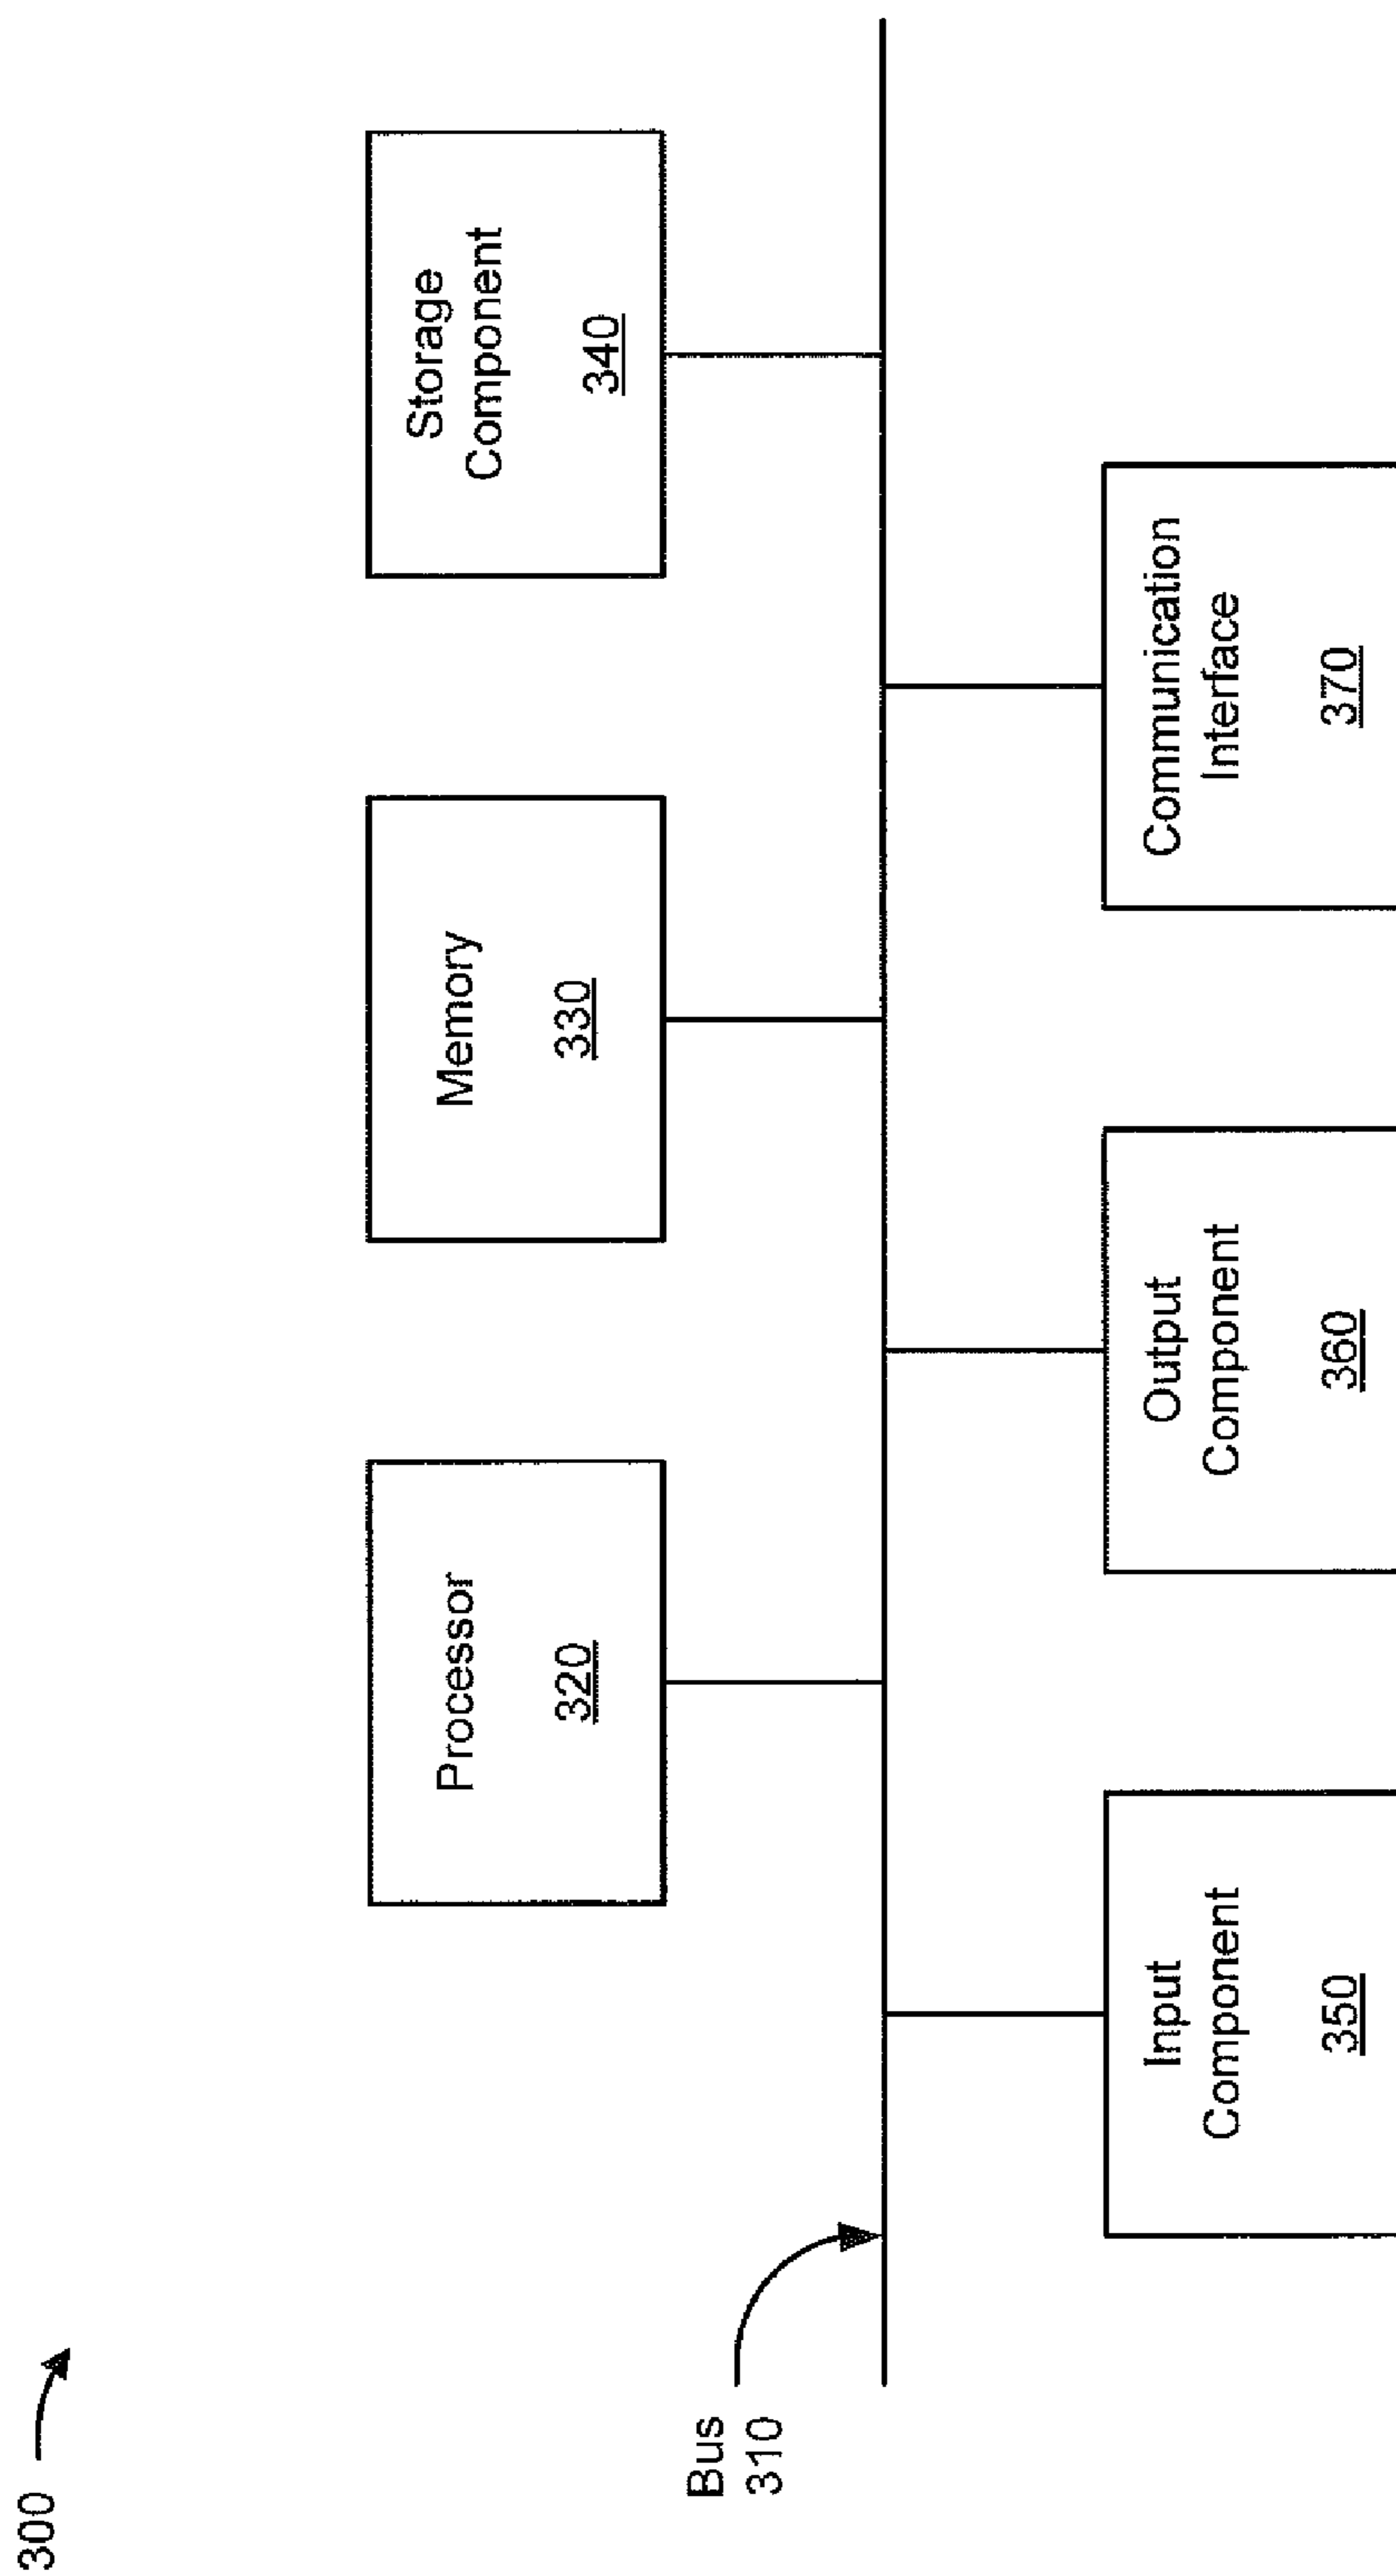 300
Processor
320
Memory
330
Storage
Component
340
Bus
310
Input
Component
350
Output
Component
360
Communication
Interface
370